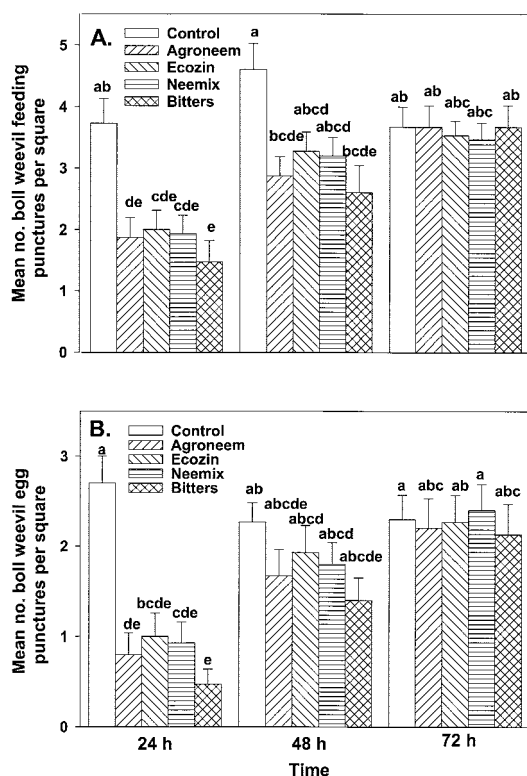 A.
Control
Agroneem
Ecozin
Neemix
Bitters
Mean no. boll weevil feeding
punctures per square
5
4
3
2
1
0
ab
de
cde
cde
e
a
bcde
abcd
abcd
bcde
ab
ab
abc
abc
ab
B.
Control
Agroneem
Ecozin
Neemix
Bitters
Mean no. boll weevil egg
punctures per square
3
2
1
0
a
de
bcde
cde
e
ab
abcde
abcd
abcd
abcde
a
abc
ab
a
abc
24 h
48 h
72 h
Time